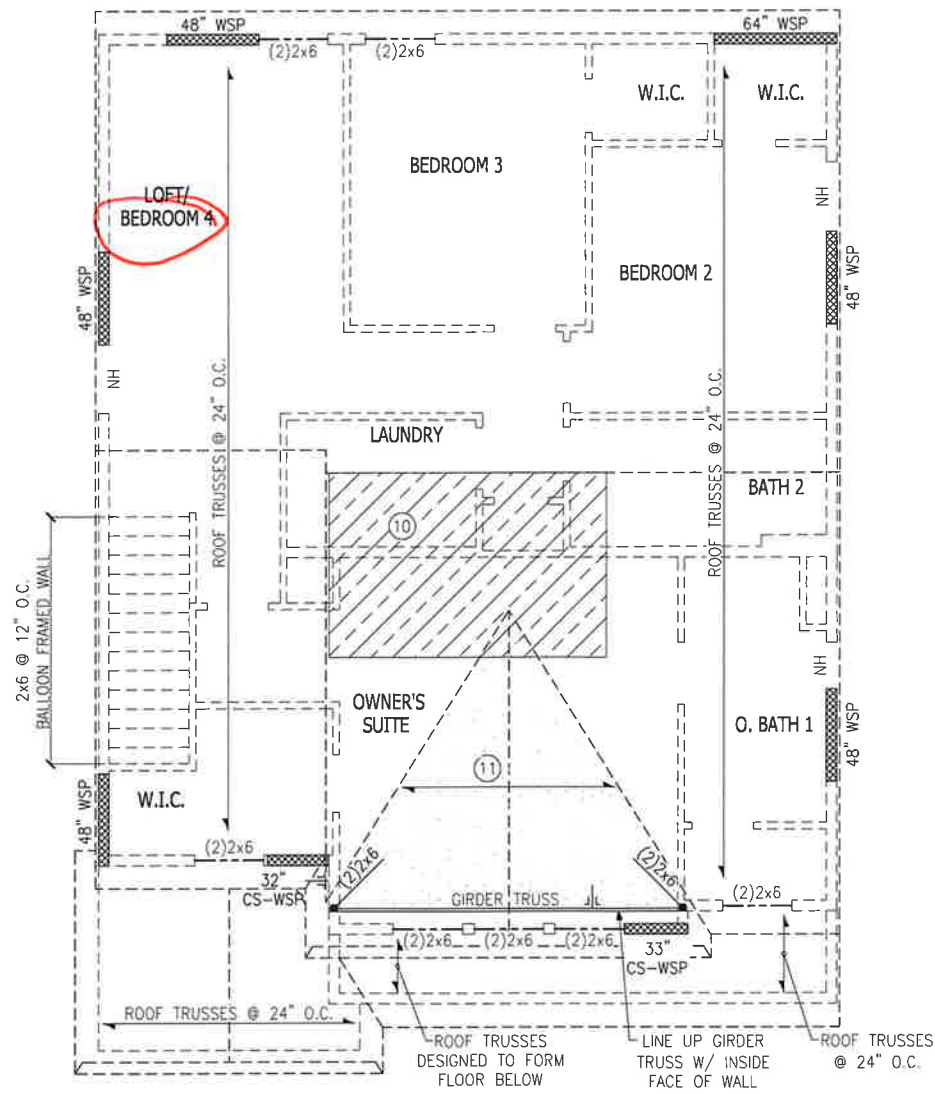 48" WSP
64" WSP
(2)2x6
(2)2x6
W.I.C.
W.I.C.
BEDROOM 3
LOFT/
BEDROOM 4
NH
BEDROOM 2
48" WSP
48" WSP
NH
ROOF TRUSSES @ 24" O.C.
ROOF TRUSSES @ 24" O.C.
LAUNDRY
BATH 2
10
2x6 @ 12" O.C.
BALLOON FRAMED WALL
NH
OWNER'S
SUITE
O. BATH 1
48" WSP
11
W.I.C.
48" WSP
(2)2x6
32"
CS-WSP
(2)2x6
(2)2x6
GIRDER TRUSS
(2)2x6
(2)2x6
(2)2x6
(2)2x6
33"
CS-WSP
ROOF TRUSSES @ 24" O.C.
ROOF TRUSSES
DESIGNED TO FORM
FLOOR BELOW
LINE UP GIRDER
TRUSS W/ INSIDE
FACE OF WALL
ROOF TRUSSES
@ 24" O.C.